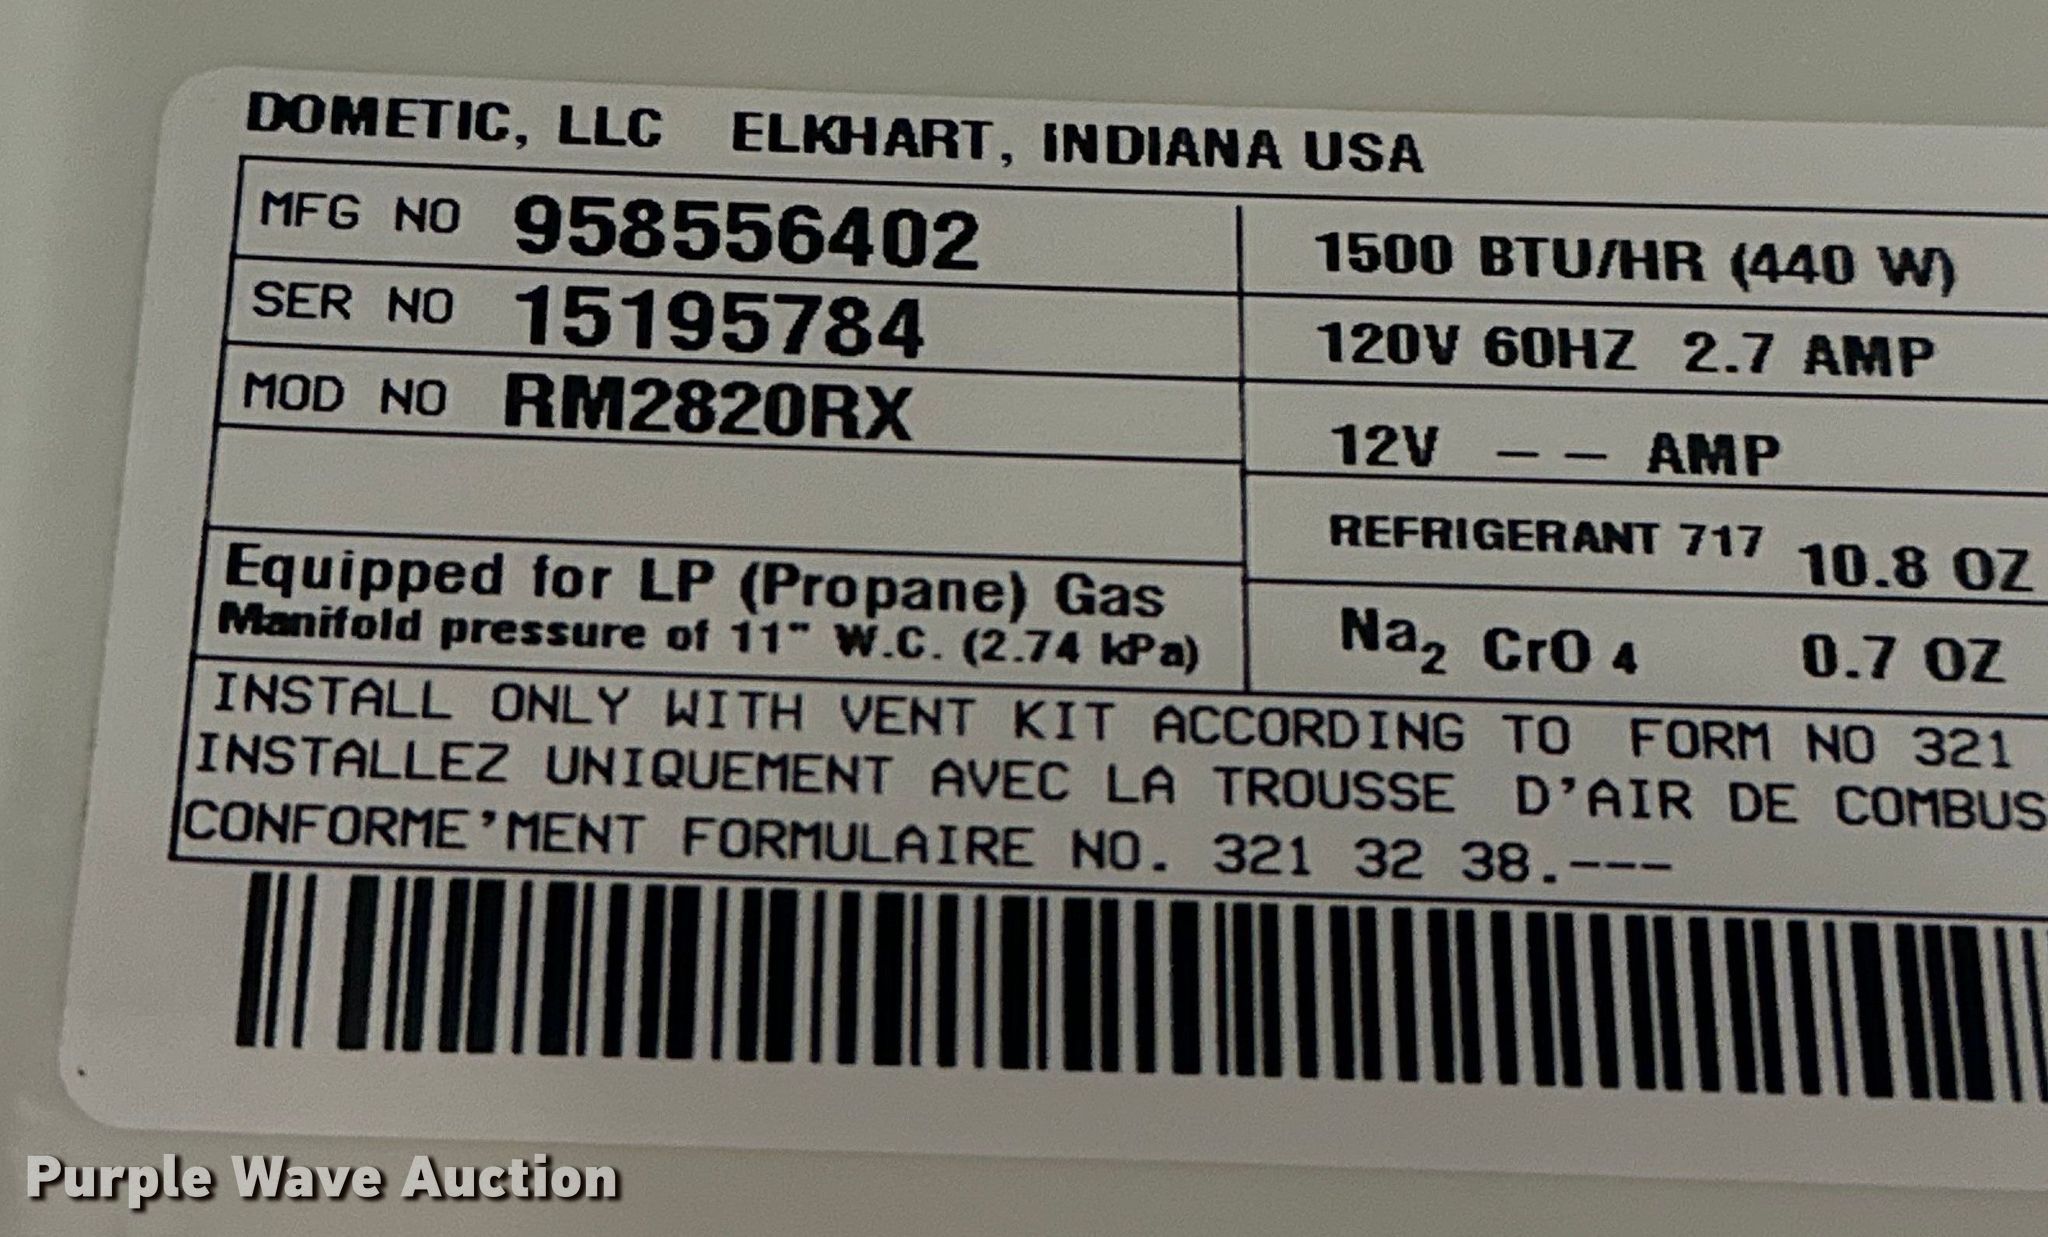 DOMETIC, LLC ELKHART, INDIANA USA
MFG NO 958556402
1500 BTU/HR (440 W)
SER NO 15195784
120V 60HZ 2.7 AMP
MOD NO RM2820RX
12V -- AMP
REFRIGERANT 717 10.8 OZ
Equipped for LP (Propane) Gas
Manifold pressure of 11" W.C. (2.74 kPa)
Na2 CrO4 0.7 OZ
INSTALL ONLY WITH VENT KIT ACCORDING TO FORM NO 321
INSTALLEZ UNIQUEMENT AVEC LA TROUSSE D'AIR DE COMBUS
CONFORME'MENT FORMULAIRE NO. 321 32 38.---
Purple Wave Auction